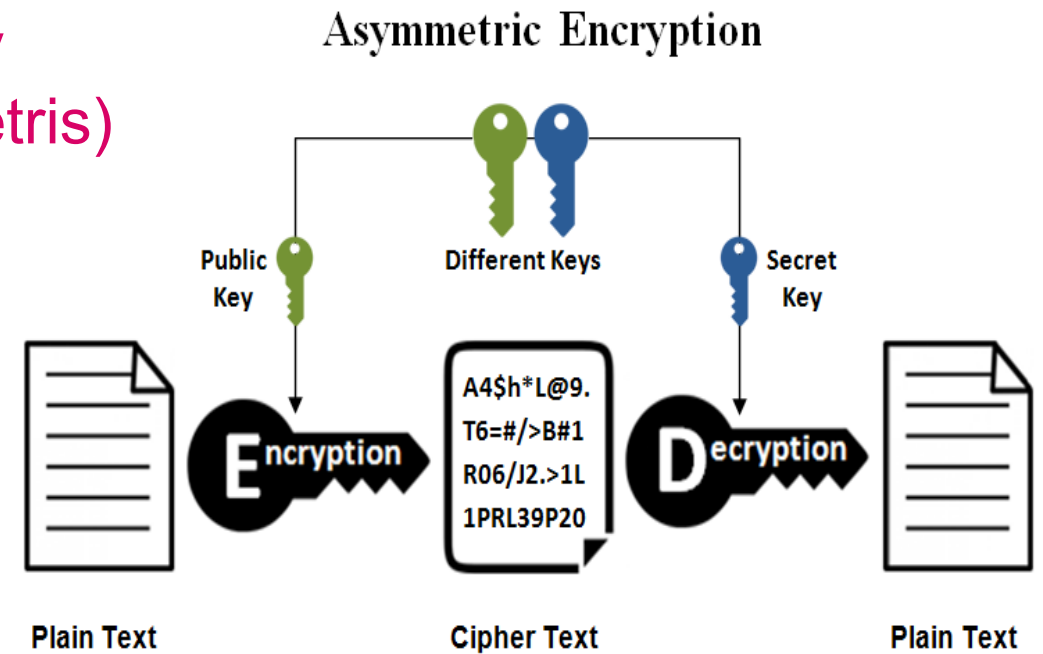 Asymmetric Encryption
etris)
Public
Key
Different Keys
Secret
Key
Encryption
A4$h*L@9.
T6=#/>B#1
R06/J2.>1L
1PRL39P20
Decryption
Plain Text
Cipher Text
Plain Text